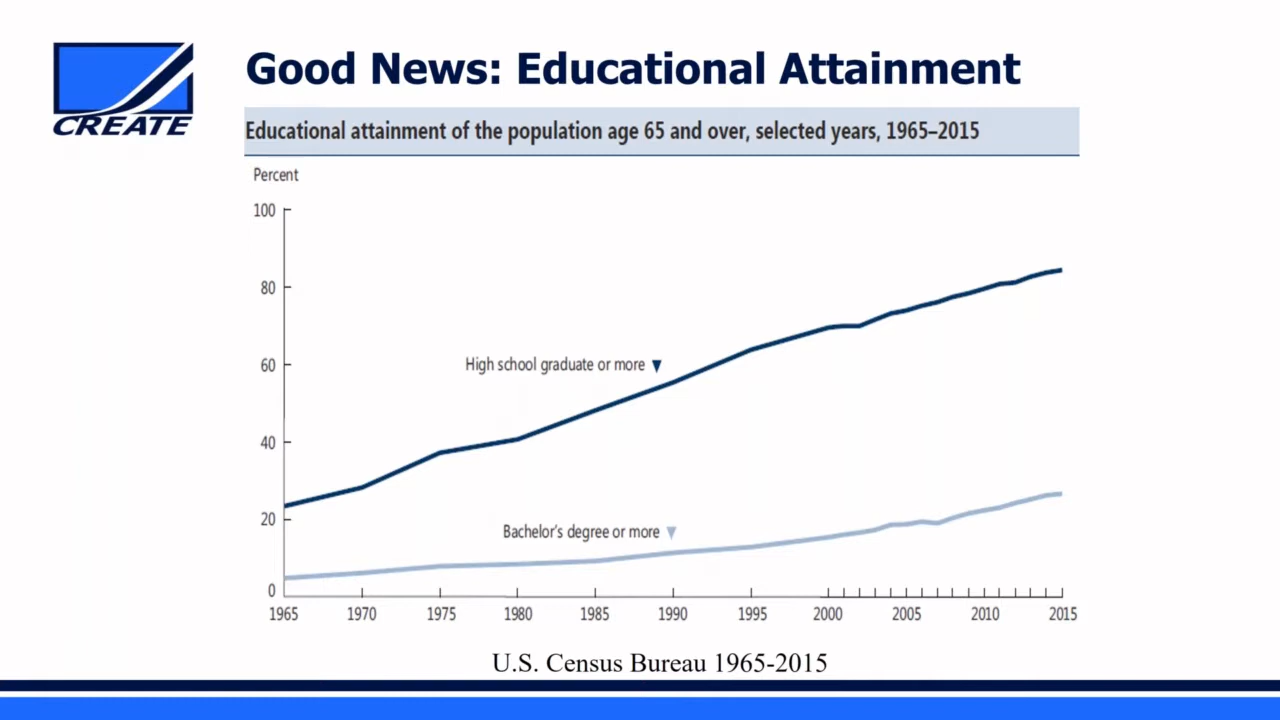 Good News: Educational Attainment
CREATE
Educational attainment of the population age 65 and over, selected years, 1965–2015
Percent
100
80
60
40
20
0
High school graduate or more ▼
Bachelor's degree or more ▼
1965 1970 1975 1980 1985 1990 1995 2000 2005 2010 2015
U.S. Census Bureau 1965-2015